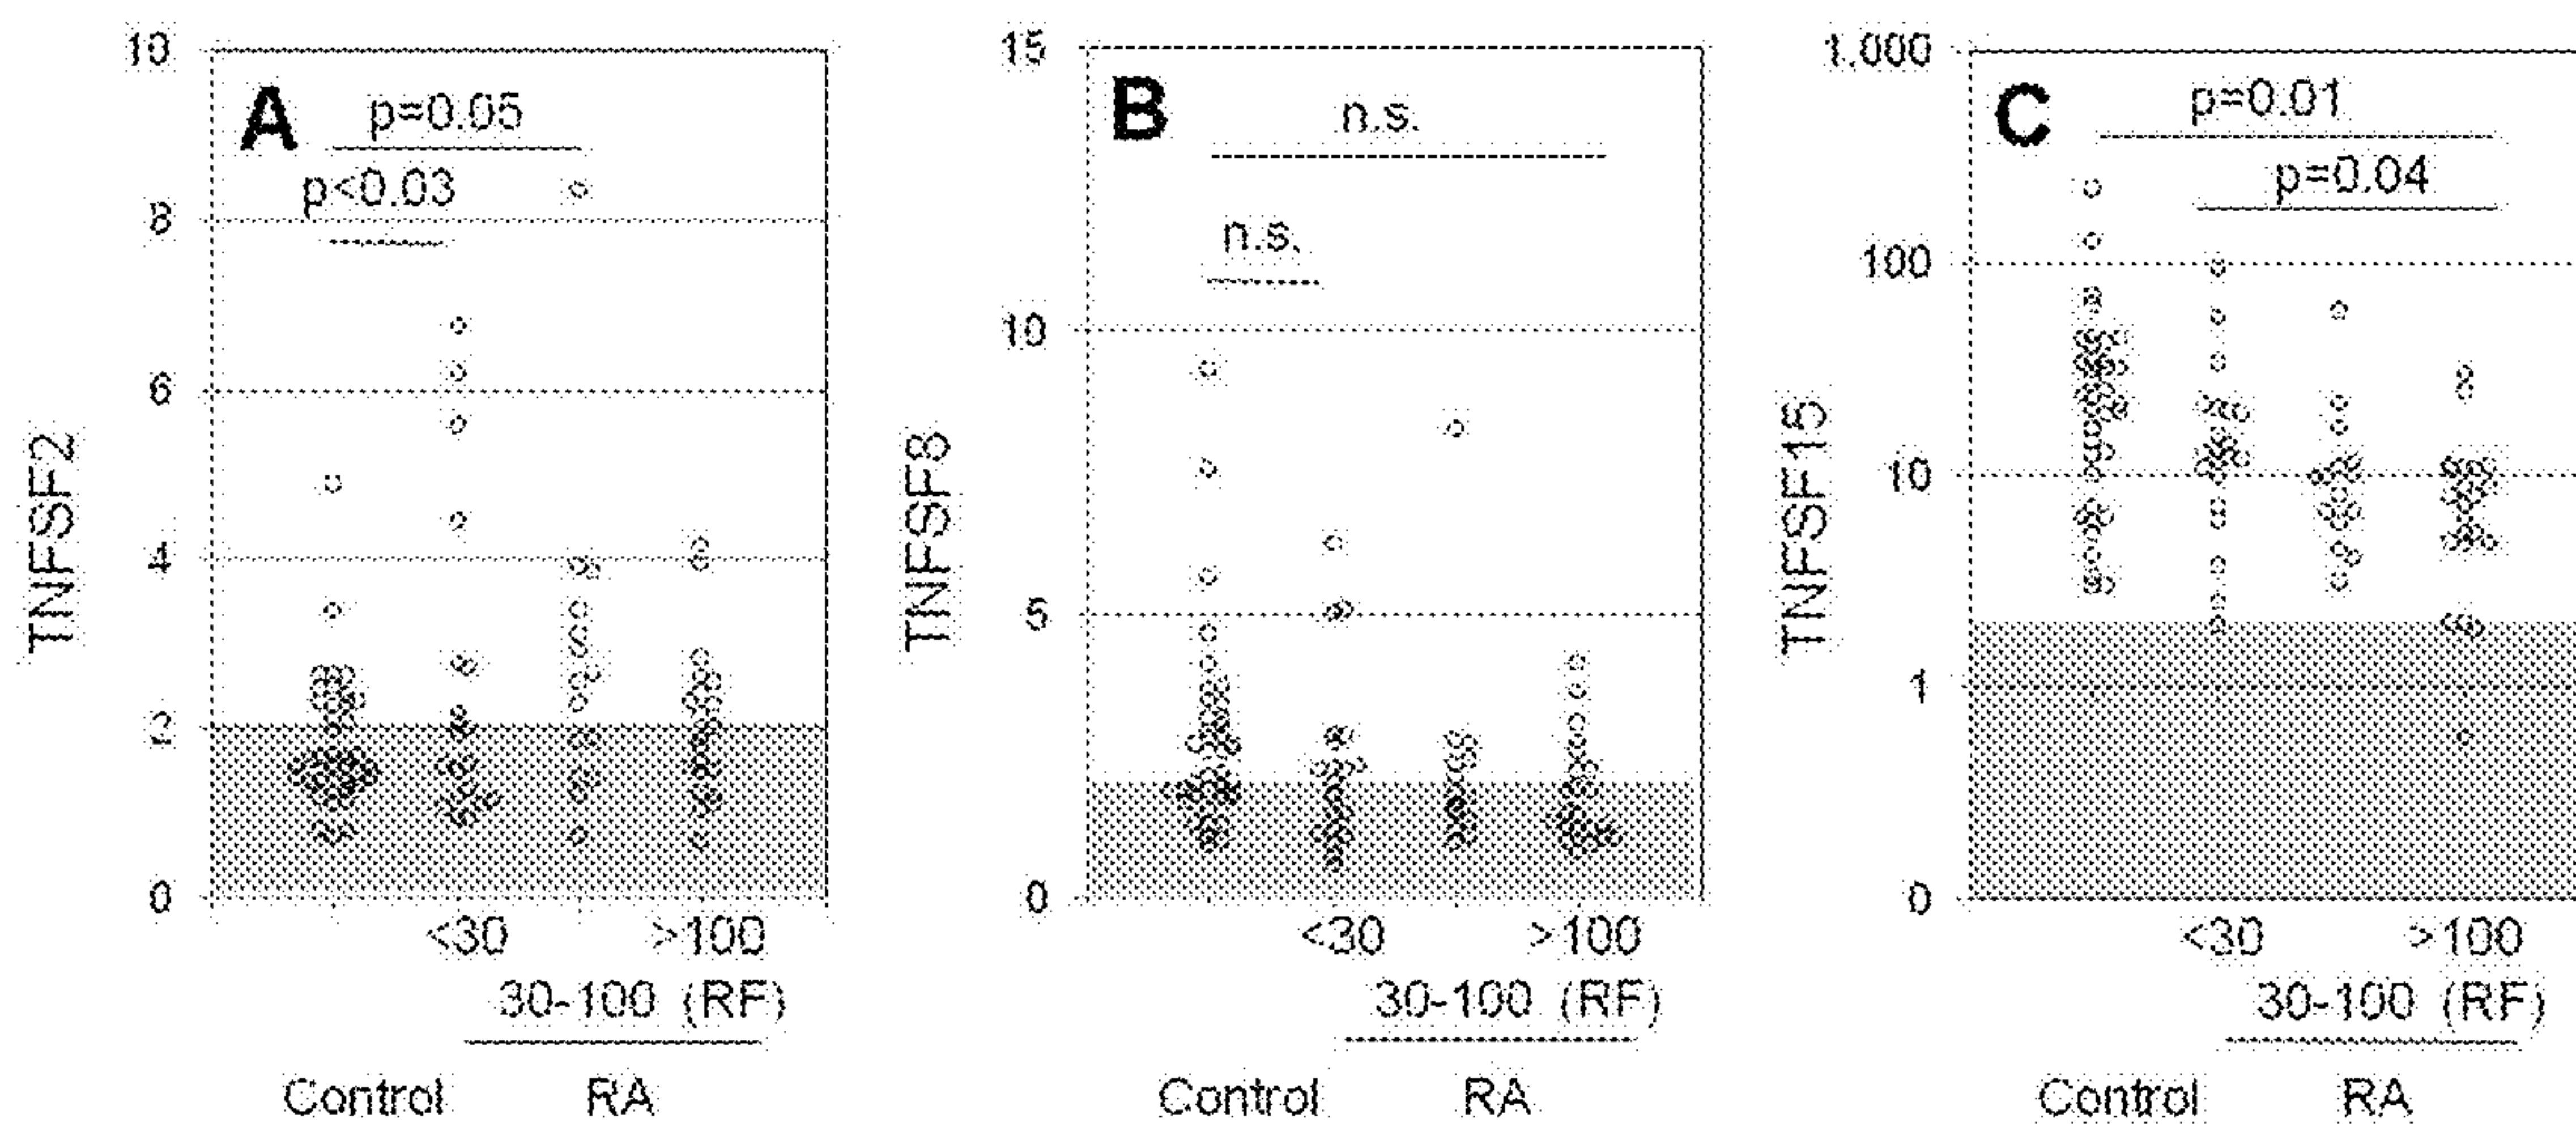 A
p=0.05
p<0.03
TNFSF2
10
8
6
4
2
0
<30
>100
30-100 (RF)
Control
RA
B
n.s.
n.s.
TNFSF8
15
10
5
0
<30
>100
30-100 (RF)
Control
RA
C
p=0.01
p=0.04
TNFSF15
1.000
100
10
1
0
<30
>100
30-100 (RF)
Control
RA